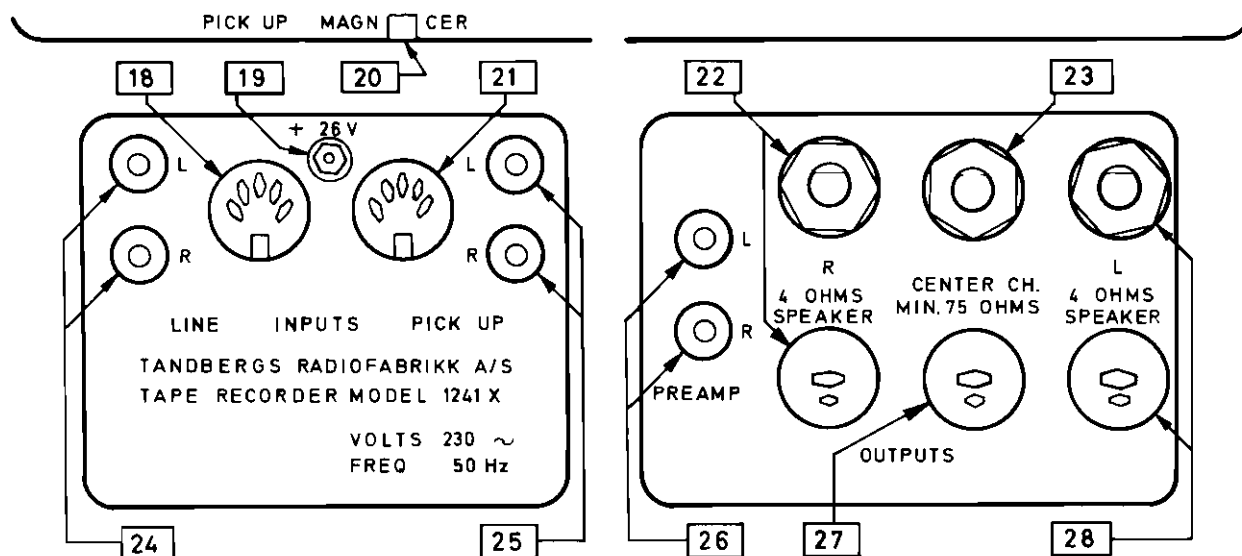 PICK UP MAGN CER
18 19 20 21 22 23
+ 26 V
L L
R R
LINE INPUTS PICK UP
TANDBERGS RADIOFABRIKK A/S
TAPE RECORDER MODEL 1241 X
VOLTS 230 ~
FREQ 50 Hz
L
R
PREAMP
R
4 OHMS
SPEAKER
CENTER CH.
MIN. 75 OHMS
L
4 OHMS
SPEAKER
OUTPUTS
24 25 26 27 28